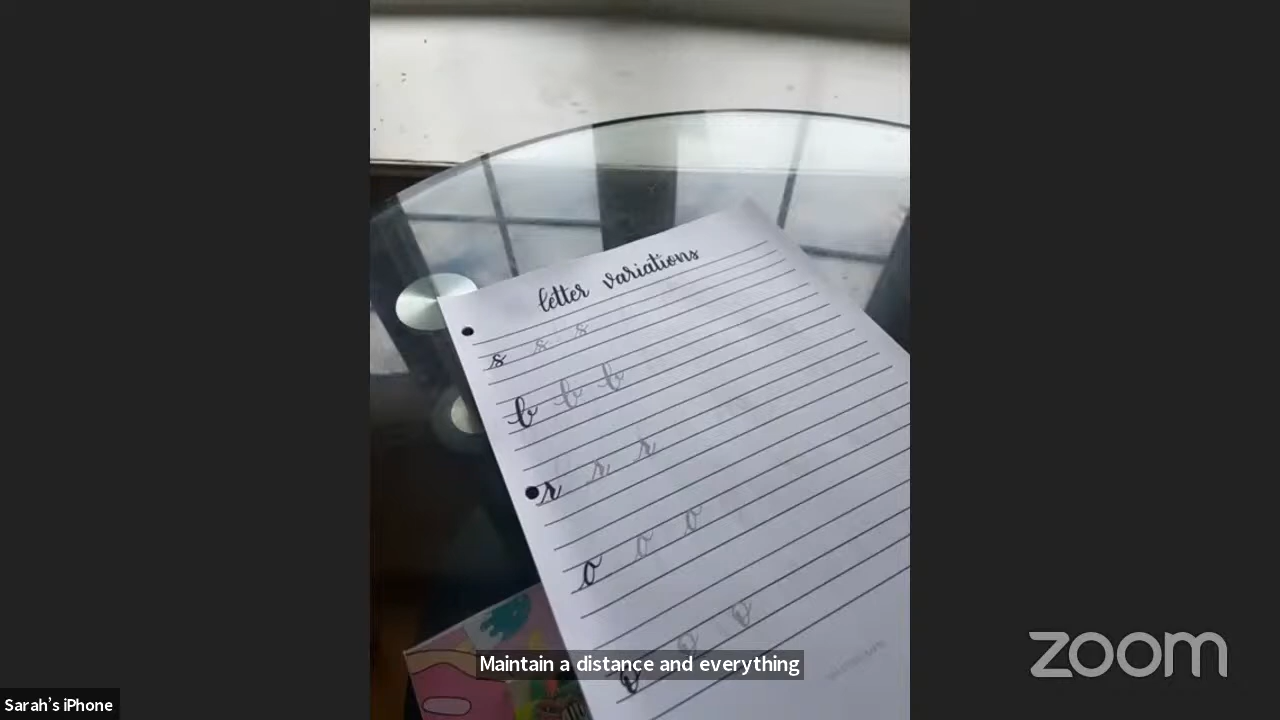 letter variations
s s s
b b b
r r r
o o o
Maintain a distance and everything
zoom
Sarah's iPhone